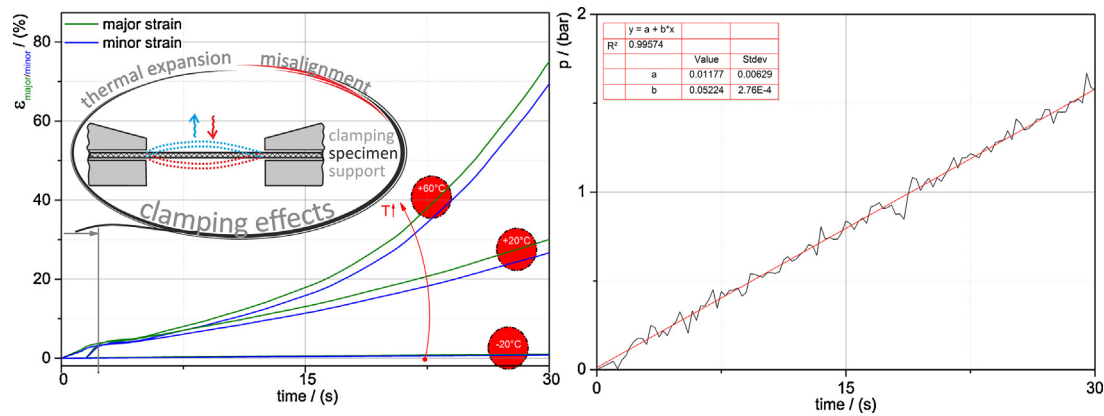 major strain
minor strain
thermal expansion
misalignment
clamping
specimen
support
clamping effects
T↑
+60°C
+20°C
-20°C
ε major/minor / (%)
80
60
40
20
0
0
15
30
time / (s)
y = a + b*x
R² 0.99574
Value Stdev
a 0.01177 0.00629
b 0.05224 2.76E-4
p / (bar)
2
1
0
0
15
30
time / (s)